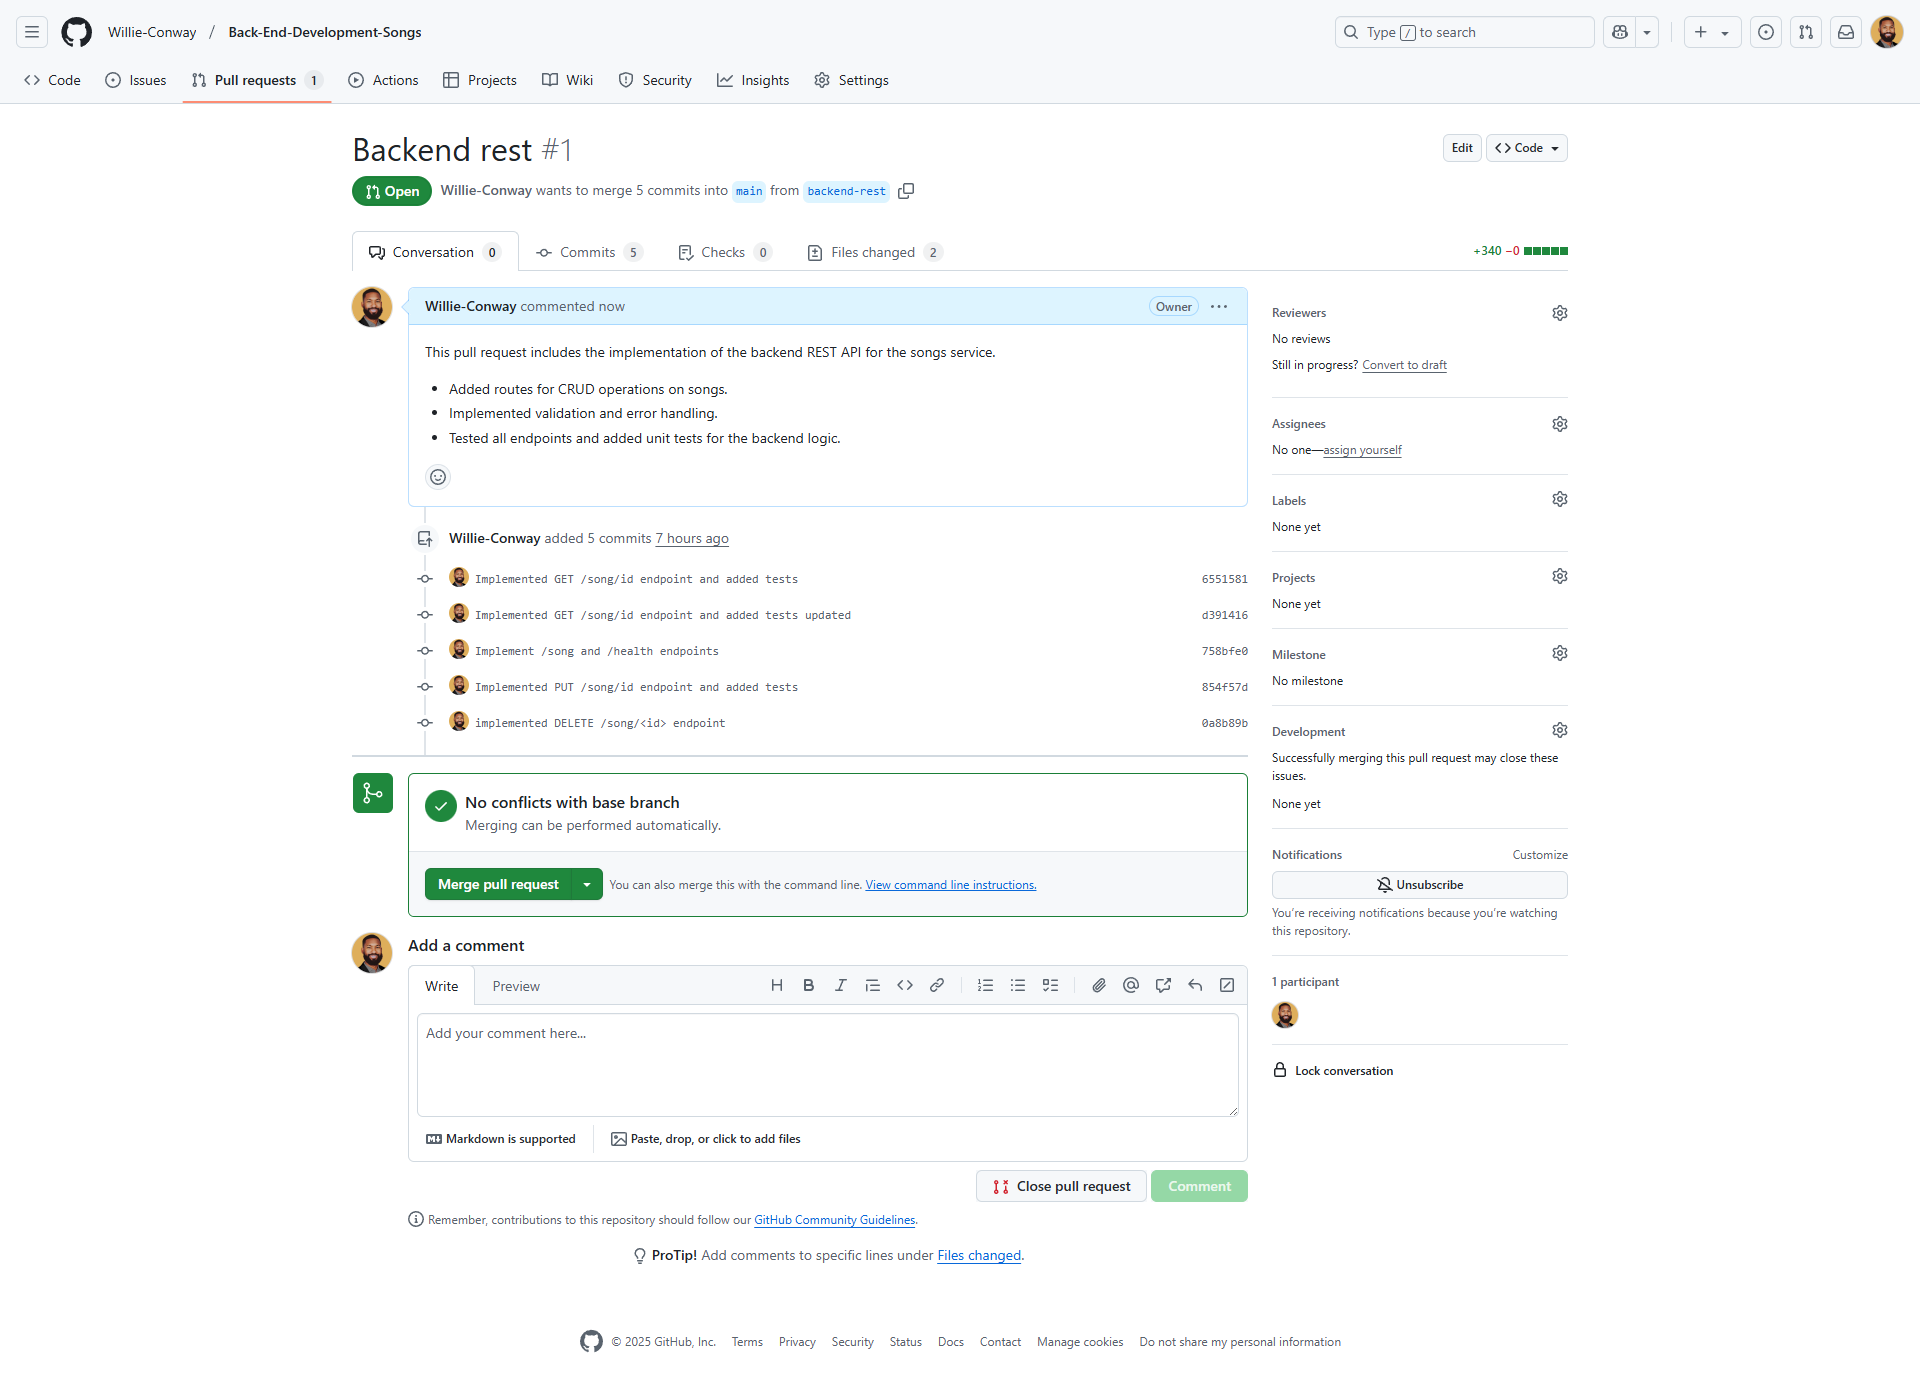 Willie-Conway / Back-End-Development-Songs
Type / to search
Code
Issues
Pull requests 1
Actions
Projects
Wiki
Security
Insights
Settings
Backend rest #1
Edit
Code
Open
Willie-Conway wants to merge 5 commits into main from backend-rest
Conversation 0
Commits 5
Checks 0
Files changed 2
+340 −0
Willie-Conway commented now
Owner
This pull request includes the implementation of the backend REST API for the songs service.
• Added routes for CRUD operations on songs.
• Implemented validation and error handling.
• Tested all endpoints and added unit tests for the backend logic.
Willie-Conway added 5 commits 7 hours ago
Implemented GET /song/id endpoint and added tests 6551581
Implemented GET /song/id endpoint and added tests updated d391416
Implement /song and /health endpoints 758bfe0
Implemented PUT /song/id endpoint and added tests 854f57d
implemented DELETE /song/<id> endpoint 0a8b89b
No conflicts with base branch
Merging can be performed automatically.
Merge pull request
You can also merge this with the command line. View command line instructions.
Add a comment
Write
Preview
Add your comment here...
Markdown is supported
Paste, drop, or click to add files
Close pull request
Comment
Remember, contributions to this repository should follow our GitHub Community Guidelines.
ProTip! Add comments to specific lines under Files changed.
Reviewers
No reviews
Still in progress? Convert to draft
Assignees
No one—assign yourself
Labels
None yet
Projects
None yet
Milestone
No milestone
Development
Successfully merging this pull request may close these
issues.
None yet
Notifications
Customize
Unsubscribe
You're receiving notifications because you're watching
this repository.
1 participant
Lock conversation
© 2025 GitHub, Inc.
Terms
Privacy
Security
Status
Docs
Contact
Manage cookies
Do not share my personal information